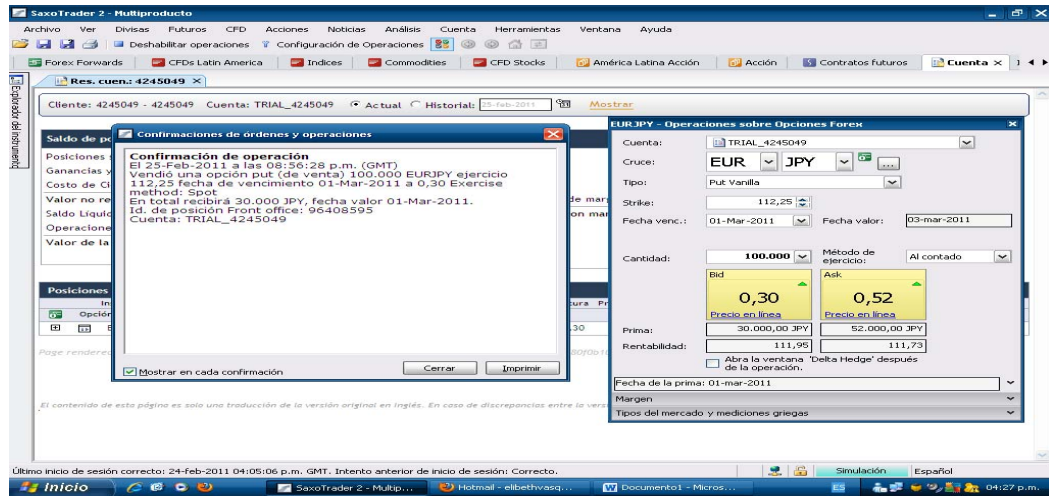 SaxoTrader 2 - Multiproducto
Archivo Ver Divisas Futuros CFD Acciones Noticias Análisis Cuenta Herramientas Ventana Ayuda
Deshabilitar operaciones Configuración de Operaciones
Forex Forwards CFDs Latin America Indices Commodities CFD Stocks América Latina Acción Acción Contratos futuros Cuenta
Res. cuen.: 4245049
Explorador del instrumento
Cliente: 4245049 - 4245049 Cuenta: TRIAL_4245049 Actual Historial: 25-feb-2011 Mostrar
Saldo de po
Posiciones
Ganancias y
Costo de Ci
Valor no re
Saldo Líquid
Operacione
Valor de la
Posiciones
In
Opción
Page rendered
El contenido de esta página es solo una traducción de la versión original en inglés. En caso de discrepancias entre la vers
Confirmaciones de órdenes y operaciones
Confirmación de operación
El 25-Feb-2011 a las 08:56:28 p.m. (GMT)
Vendió una opción put (de venta) 100.000 EURJPY ejercicio
112,25 fecha de vencimiento 01-Mar-2011 a 0,30 Exercise
method: Spot
En total recibirá 30.000 JPY, fecha valor 01-Mar-2011.
Id. de posición Front office: 96408595
Cuenta: TRIAL_4245049
Mostrar en cada confirmación
Cerrar Imprimir
de mar
on mar
tura Pr
,30
EURJPY - Operaciones sobre Opciones Forex
Cuenta: TRIAL_4245049
Cruce: EUR JPY ...
Tipo: Put Vanilla
Strike: 112,25
Fecha venc.: 01-Mar-2011 Fecha valor: 03-mar-2011
Cantidad: 100.000 Método de ejercicio: Al contado
Bid Ask
0,30 0,52
Precio en línea Precio en línea
Prima: 30.000,00 JPY 52.000,00 JPY
Rentabilidad: 111,95 111,73
Abra la ventana 'Delta Hedge' después
de la operación.
Fecha de la prima: 01-mar-2011
Margen
Tipos del mercado y mediciones griegas
Último inicio de sesión correcto: 24-feb-2011 04:05:06 p.m. GMT. Intento anterior de inicio de sesión: Correcto.
Simulación Español
Inicio SaxoTrader 2 - Multip... Hotmail - elibethvasq... Documento1 - Micros... ES 04:27 p.m.